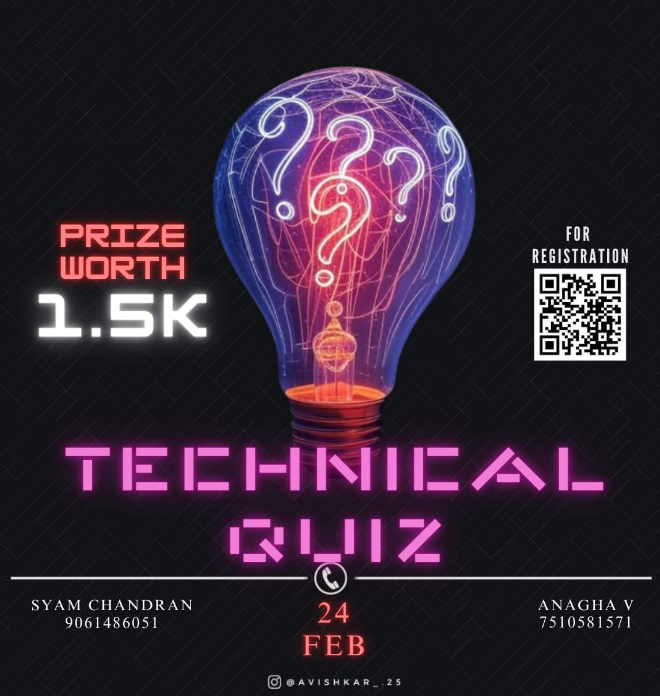 PRIZE
WORTH
1.5K
FOR
REGISTRATION
TECHNICAL
QUIZ
SYAM CHANDRAN
9061486051
24
FEB
ANAGHA V
7510581571
@AVISHKAR_.25